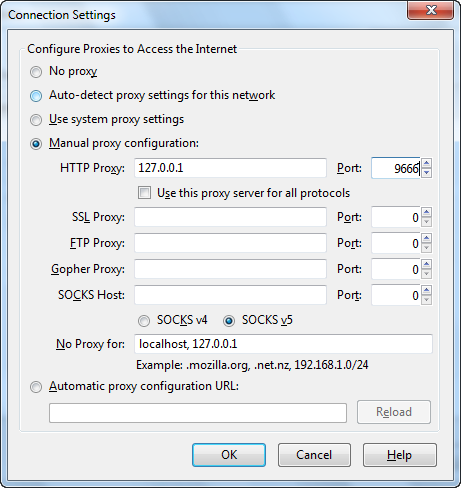 Connection Settings
Configure Proxies to Access the Internet
No proxy
Auto-detect proxy settings for this network
Use system proxy settings
Manual proxy configuration:
HTTP Proxy: 127.0.0.1 Port: 9666
Use this proxy server for all protocols
SSL Proxy: Port: 0
FTP Proxy: Port: 0
Gopher Proxy: Port: 0
SOCKS Host: Port: 0
SOCKS v4 SOCKS v5
No Proxy for: localhost, 127.0.0.1
Example: .mozilla.org, .net.nz, 192.168.1.0/24
Automatic proxy configuration URL:
Reload
OK Cancel Help